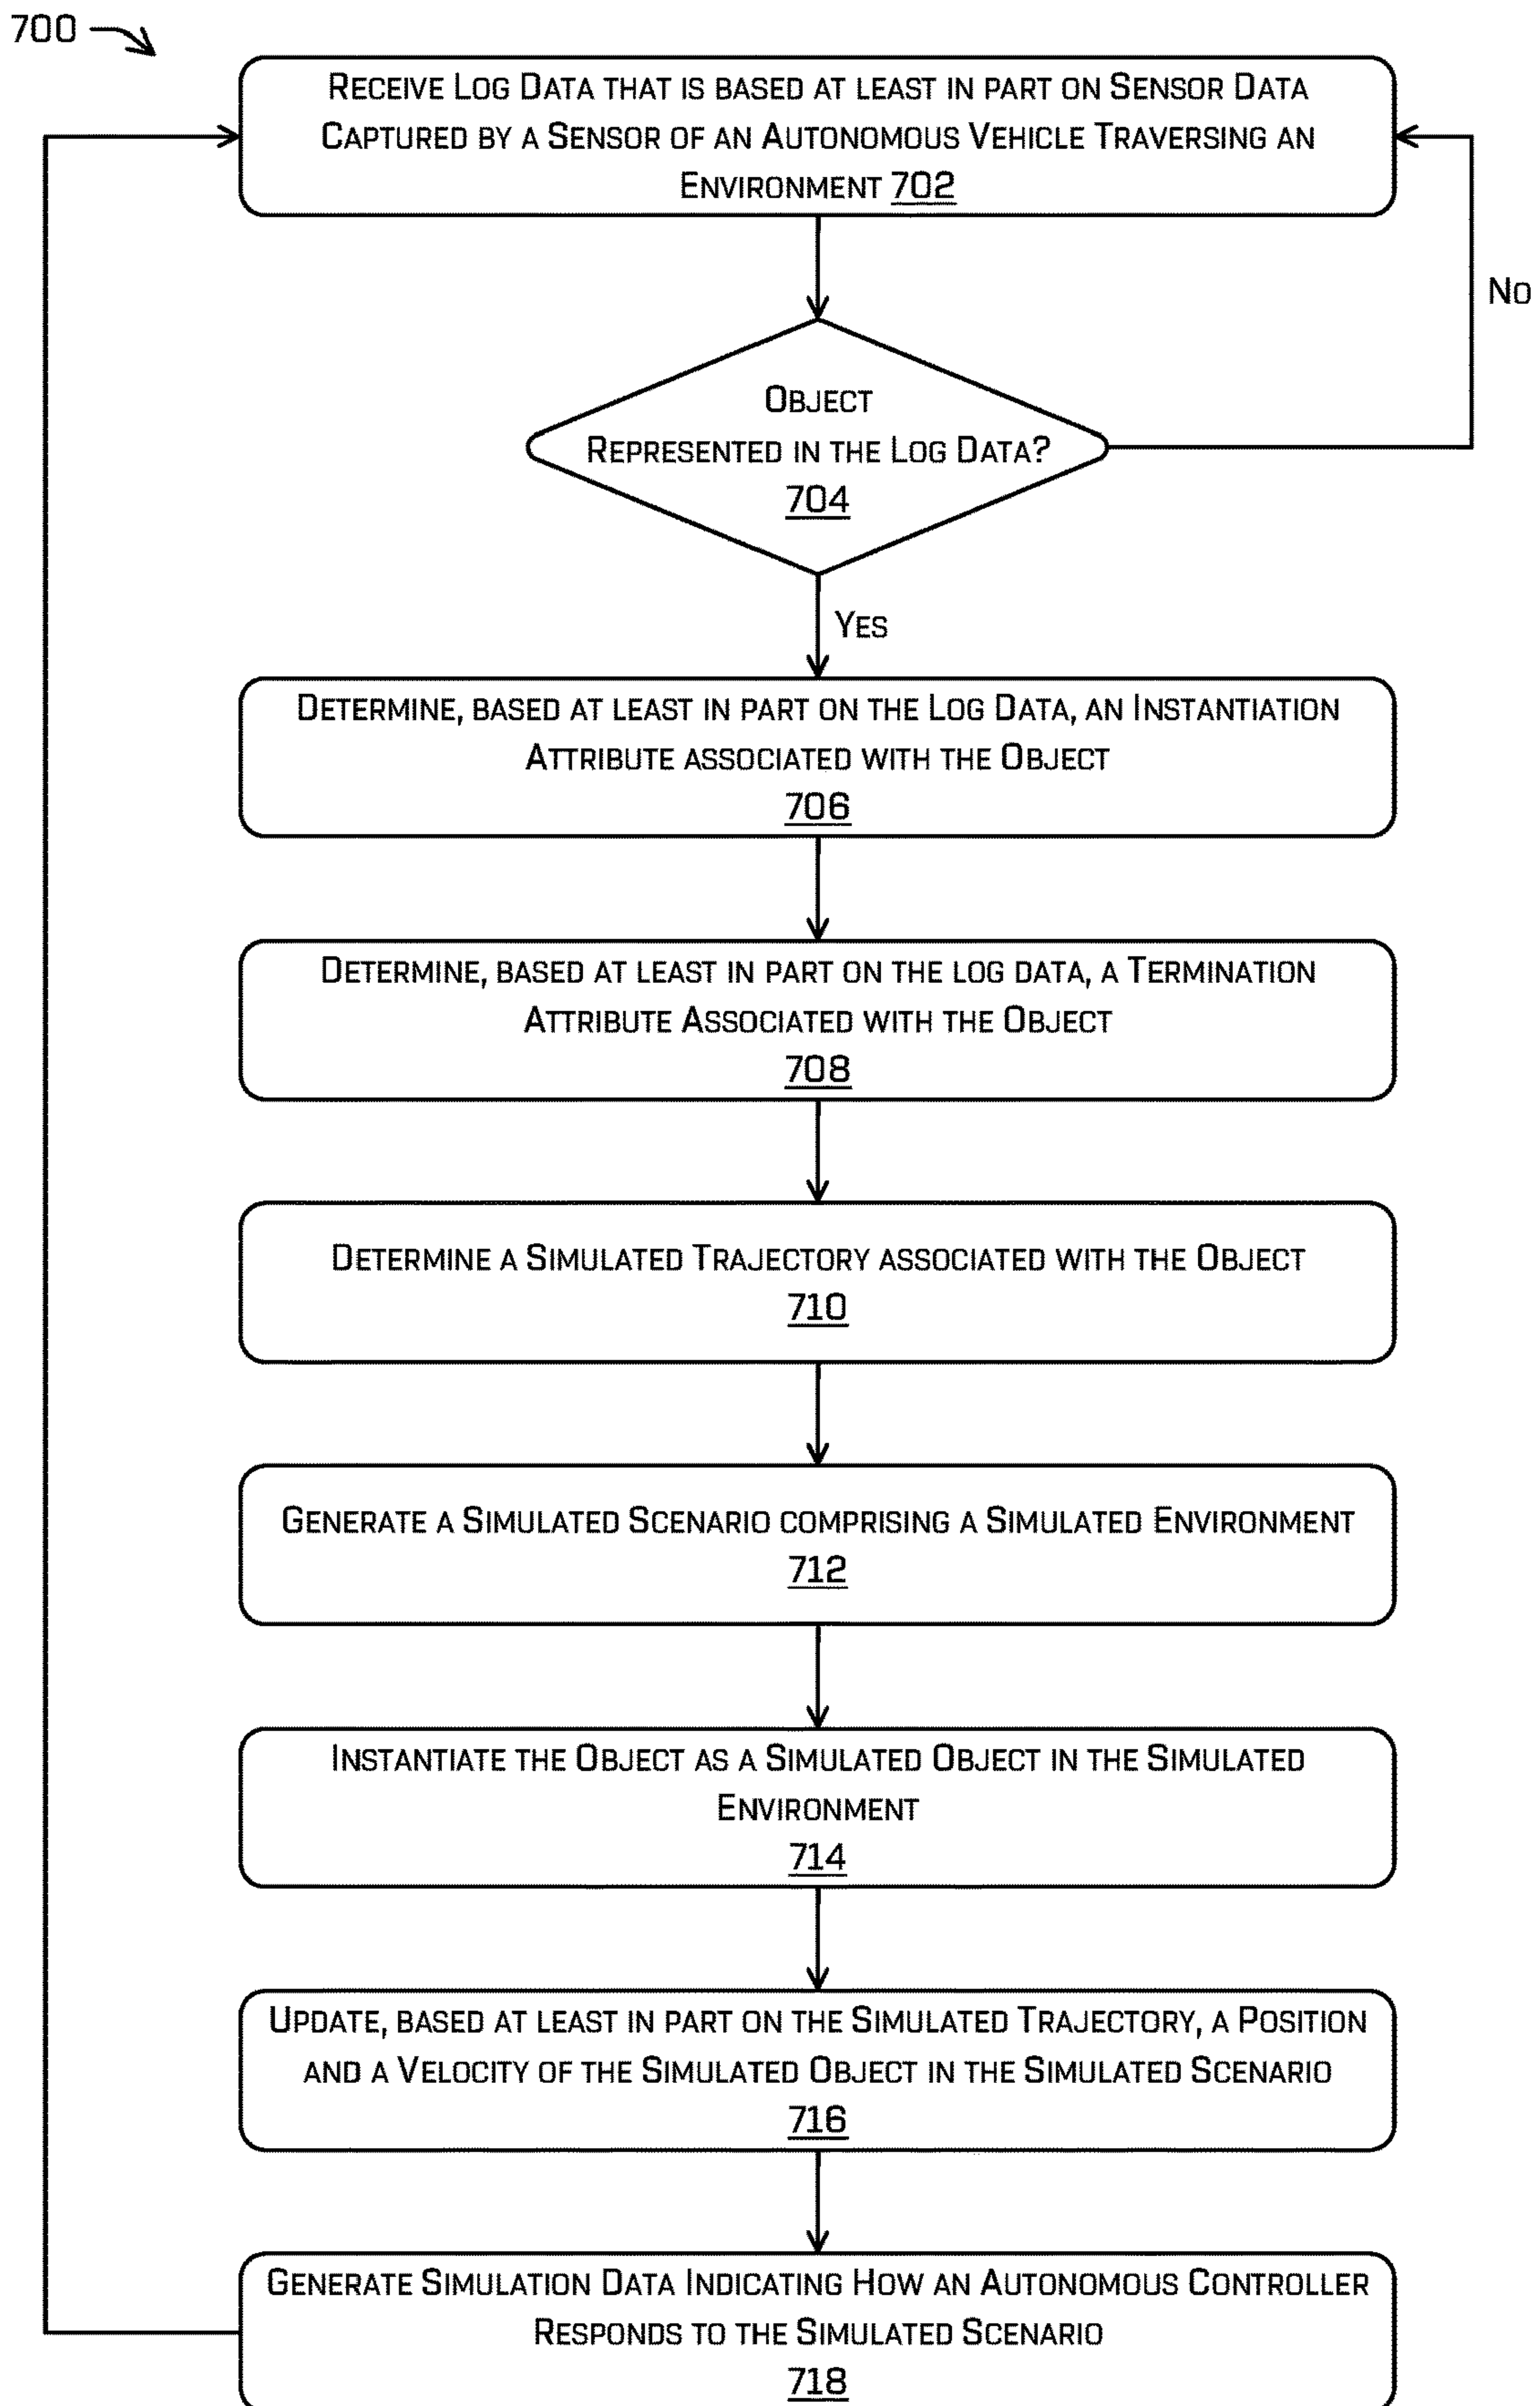 700
Receive Log Data that is based at least in part on Sensor Data
Captured by a Sensor of an Autonomous Vehicle Traversing an
Environment 702
No
Object
Represented in the Log Data?
704
Yes
Determine, based at least in part on the Log Data, an Instantiation
Attribute associated with the Object
706
Determine, based at least in part on the log data, a Termination
Attribute Associated with the Object
708
Determine a Simulated Trajectory associated with the Object
710
Generate a Simulated Scenario comprising a Simulated Environment
712
Instantiate the Object as a Simulated Object in the Simulated
Environment
714
Update, based at least in part on the Simulated Trajectory, a Position
and a Velocity of the Simulated Object in the Simulated Scenario
716
Generate Simulation Data Indicating How an Autonomous Controller
Responds to the Simulated Scenario
718